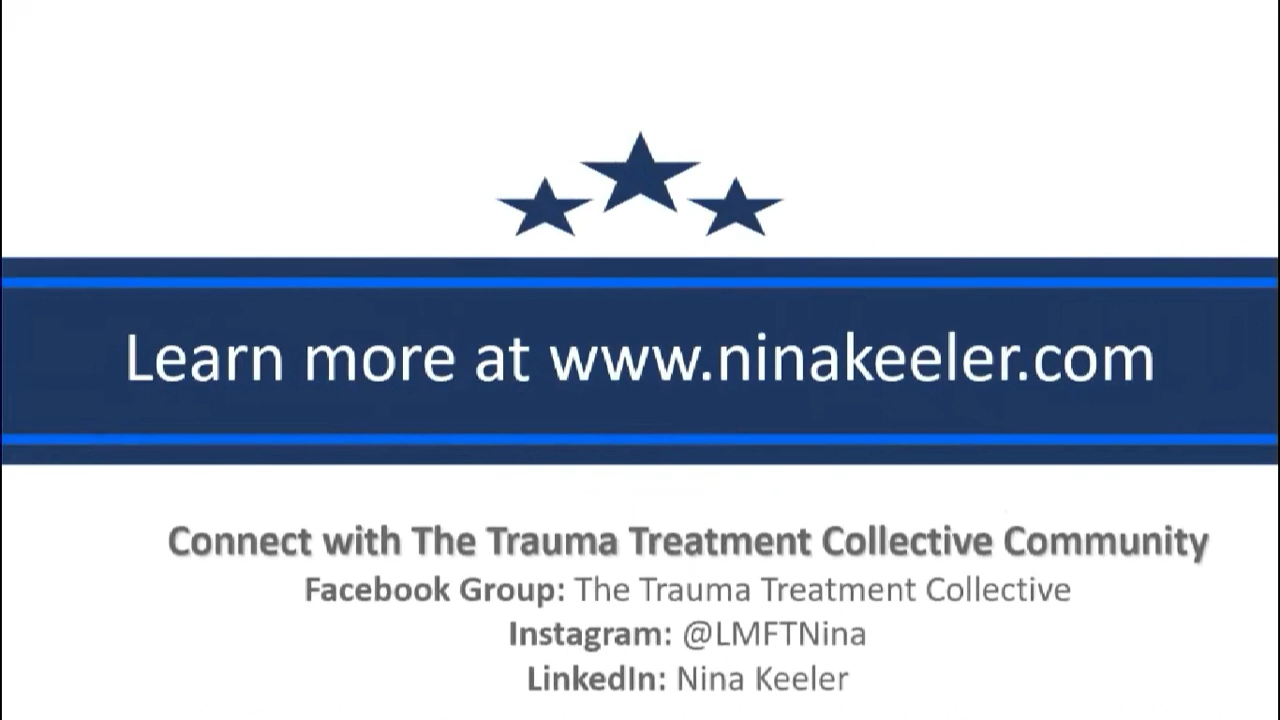 Learn more at www.ninakeeler.com
Connect with The Trauma Treatment Collective Community
Facebook Group: The Trauma Treatment Collective
Instagram: @LMFTNina
LinkedIn: Nina Keeler